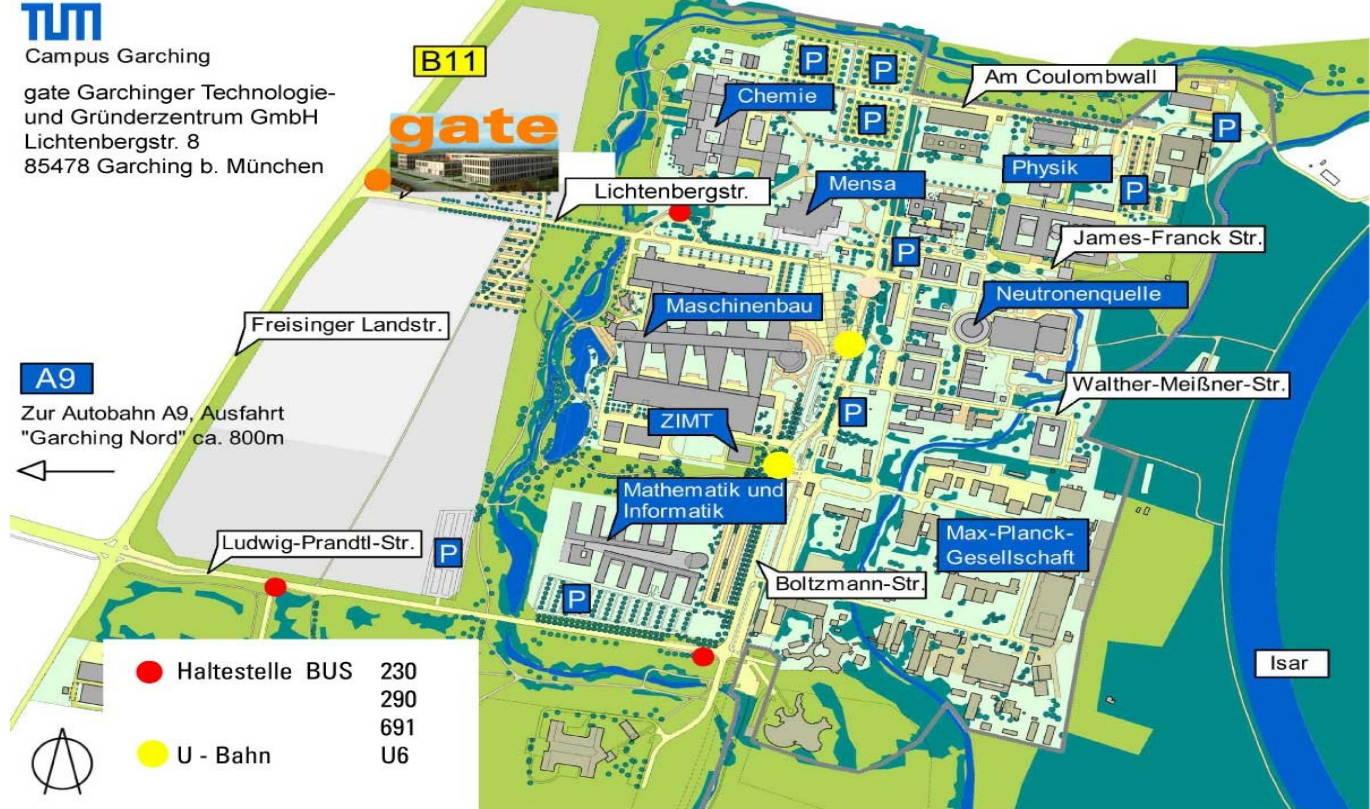 TUM
Campus Garching
gate Garchinger Technologie-
und Gründerzentrum GmbH
Lichtenbergstr. 8
85478 Garching b. München
B11
gate
Lichtenbergstr.
Chemie
P
P
P
Am Coulombwall
P
Physik
P
Mensa
James-Franck Str.
P
Neutronenquelle
Maschinenbau
Freisinger Landstr.
A9
Zur Autobahn A9, Ausfahrt
"Garching Nord" ca. 800m
Walther-Meißner-Str.
P
ZIMT
Mathematik und
Informatik
Max-Planck-
Gesellschaft
Ludwig-Prandtl-Str.
P
P
Boltzmann-Str.
Isar
Haltestelle BUS 230
290
691
U - Bahn U6